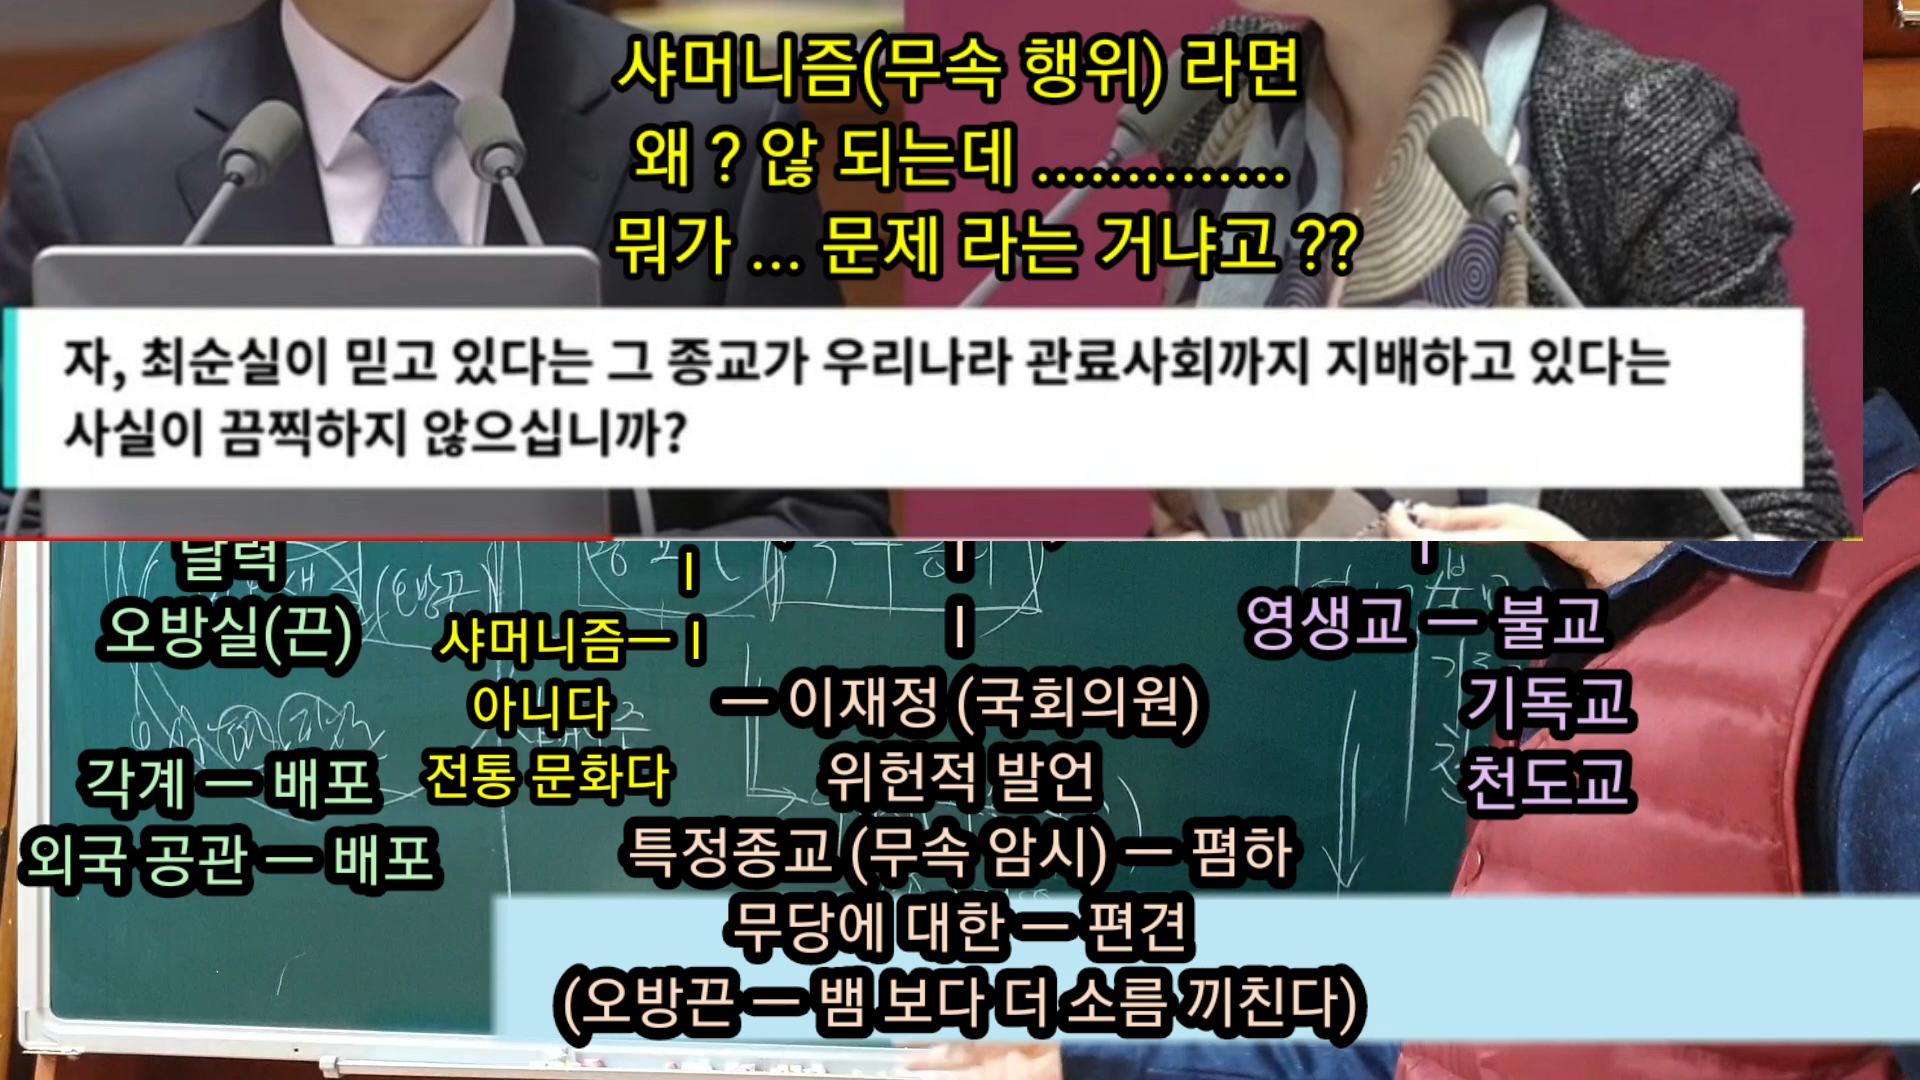 샤머니즘(무속 행위) 라면
왜 ? 않 되는데 ..............
뭐가 ... 문제 라는 거냐고 ??
자, 최순실이 믿고 있다는 그 종교가 우리나라 관료사회까지 지배하고 있다는
사실이 끔찍하지 않으십니까?
달력
오방실(끈)
각계 ㅡ 배포
외국 공관 ㅡ 배포
샤머니즘ㅡ ㅣ
아니다
전통 문화다
ㅡ 이재정 (국회의원)
위헌적 발언
특정종교 (무속 암시) ㅡ 폄하
무당에 대한 ㅡ 편견
(오방끈 ㅡ 뱀 보다 더 소름 끼친다)
영생교 ㅡ 불교
기독교
천도교
(오방끈)